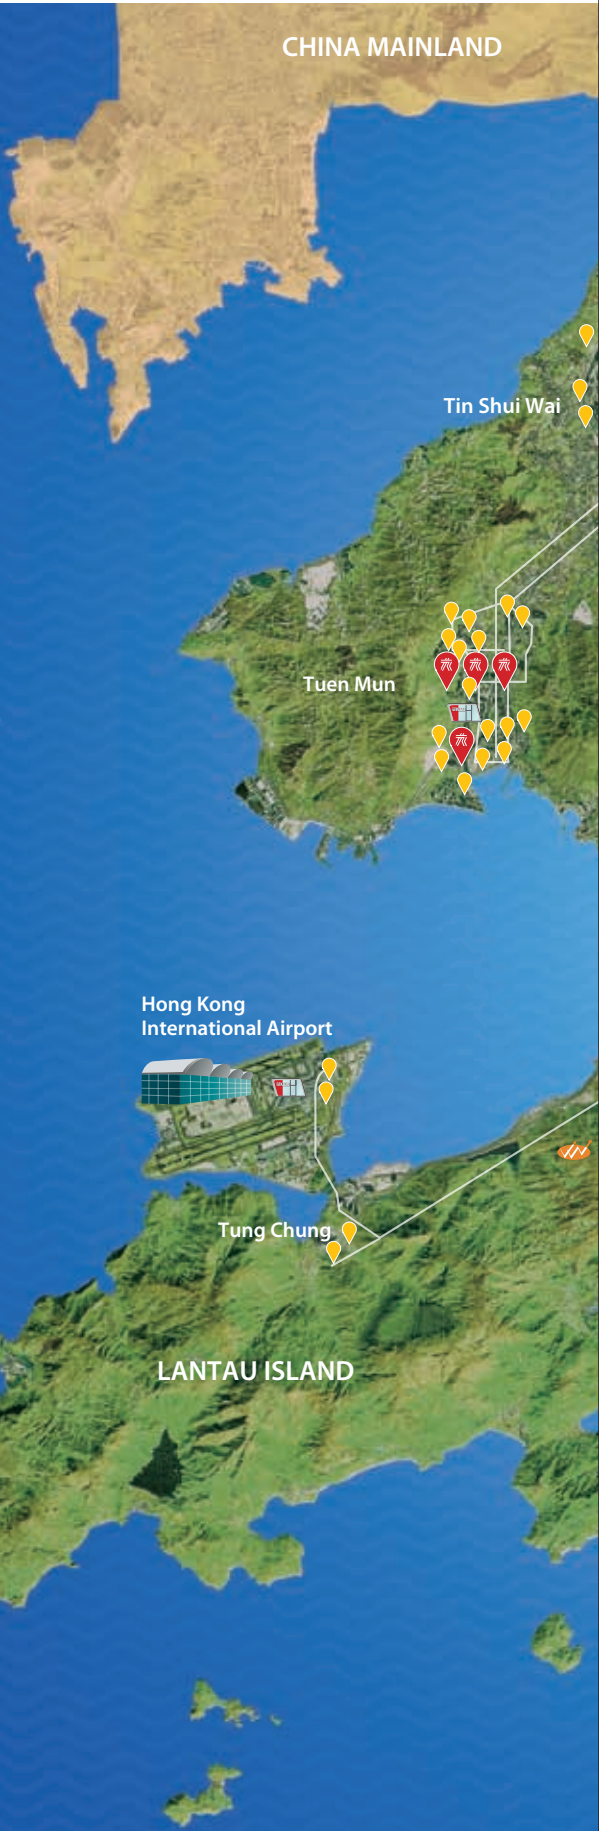 CHINA MAINLAND
Tin Shui Wai
Tuen Mun
Hong Kong
International Airport
Tung Chung
LANTAU ISLAND